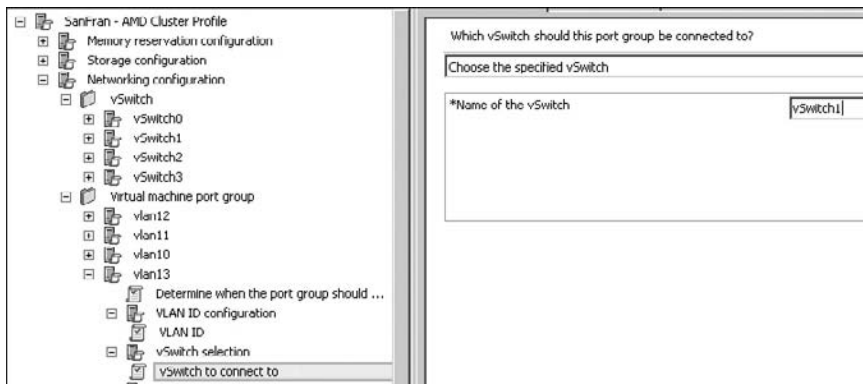 SanFran - AMD Cluster Profile
Memory reservation configuration
Storage configuration
Networking configuration
vSwitch
vSwitch0
vSwitch1
vSwitch2
vSwitch3
Virtual machine port group
vlan12
vlan11
vlan10
vlan13
Determine when the port group should ...
VLAN ID configuration
VLAN ID
vSwitch selection
vSwitch to connect to
Which vSwitch should this port group be connected to?
Choose the specified vSwitch
*Name of the vSwitch
vSwitch1